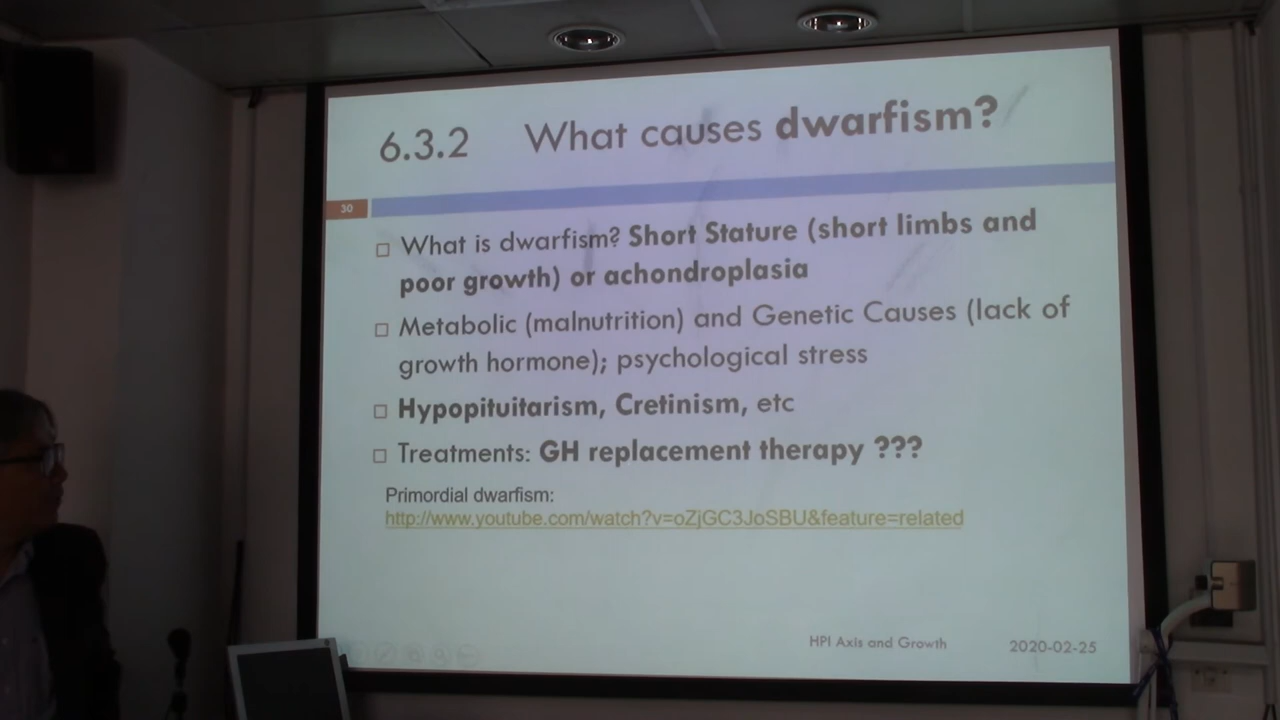 6.3.2 What causes dwarfism?
30
What is dwarfism? Short Stature (short limbs and
poor growth) or achondroplasia
Metabolic (malnutrition) and Genetic Causes (lack of
growth hormone); psychological stress
Hypopituitarism, Cretinism, etc
Treatments: GH replacement therapy ???
Primordial dwarfism:
http://www.youtube.com/watch?v=oZjGC3JoSBU&feature=related
HPI Axis and Growth 2020-02-25